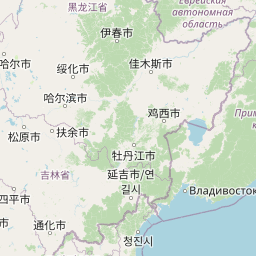 Еврейская
автономная
область
黑龙江省
伊春市
哈尔市
绥化市
佳木斯市
哈尔滨市
鸡西市
При
松原市
扶余市
牡丹江市
吉林省
延吉市/연
길시
Владивосток
四平市
通化市
청진시